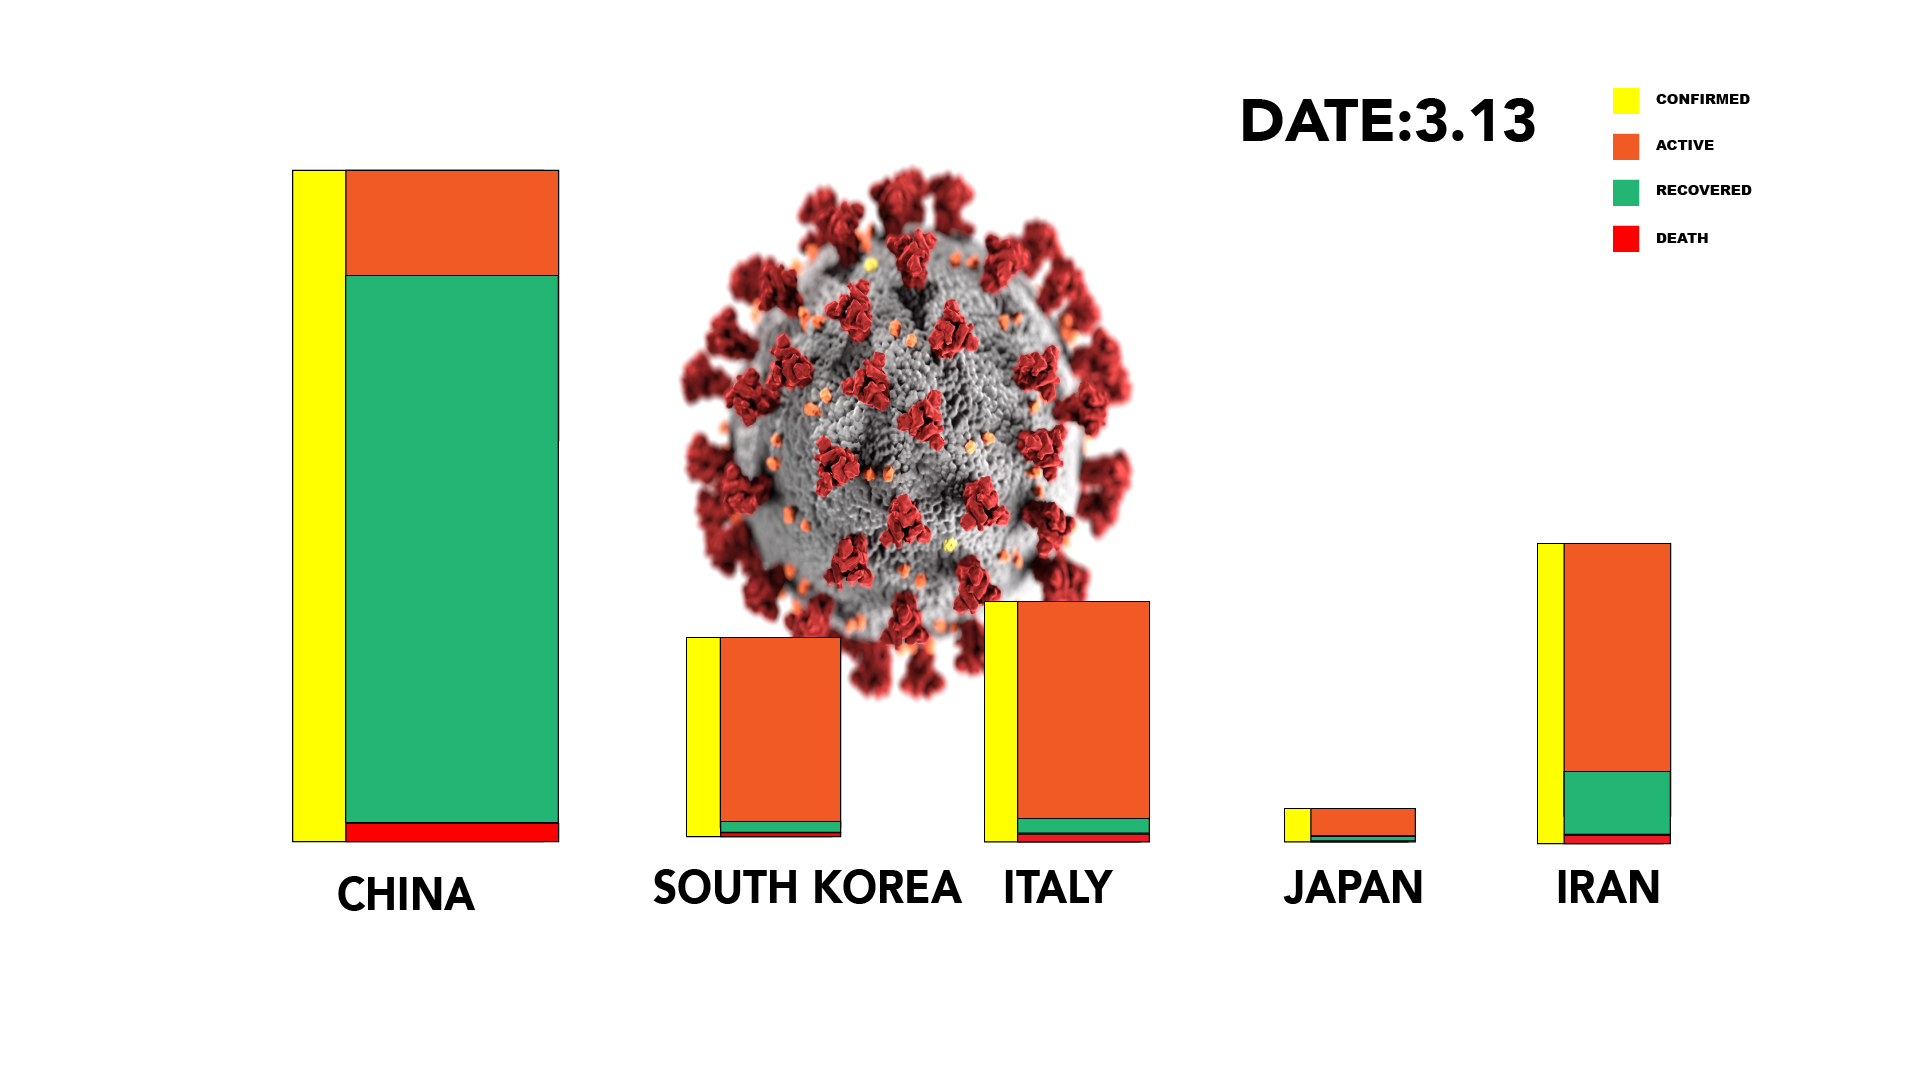 DATE:3.13
CONFIRMED
ACTIVE
RECOVERED
DEATH
CHINA
SOUTH KOREA
ITALY
JAPAN
IRAN